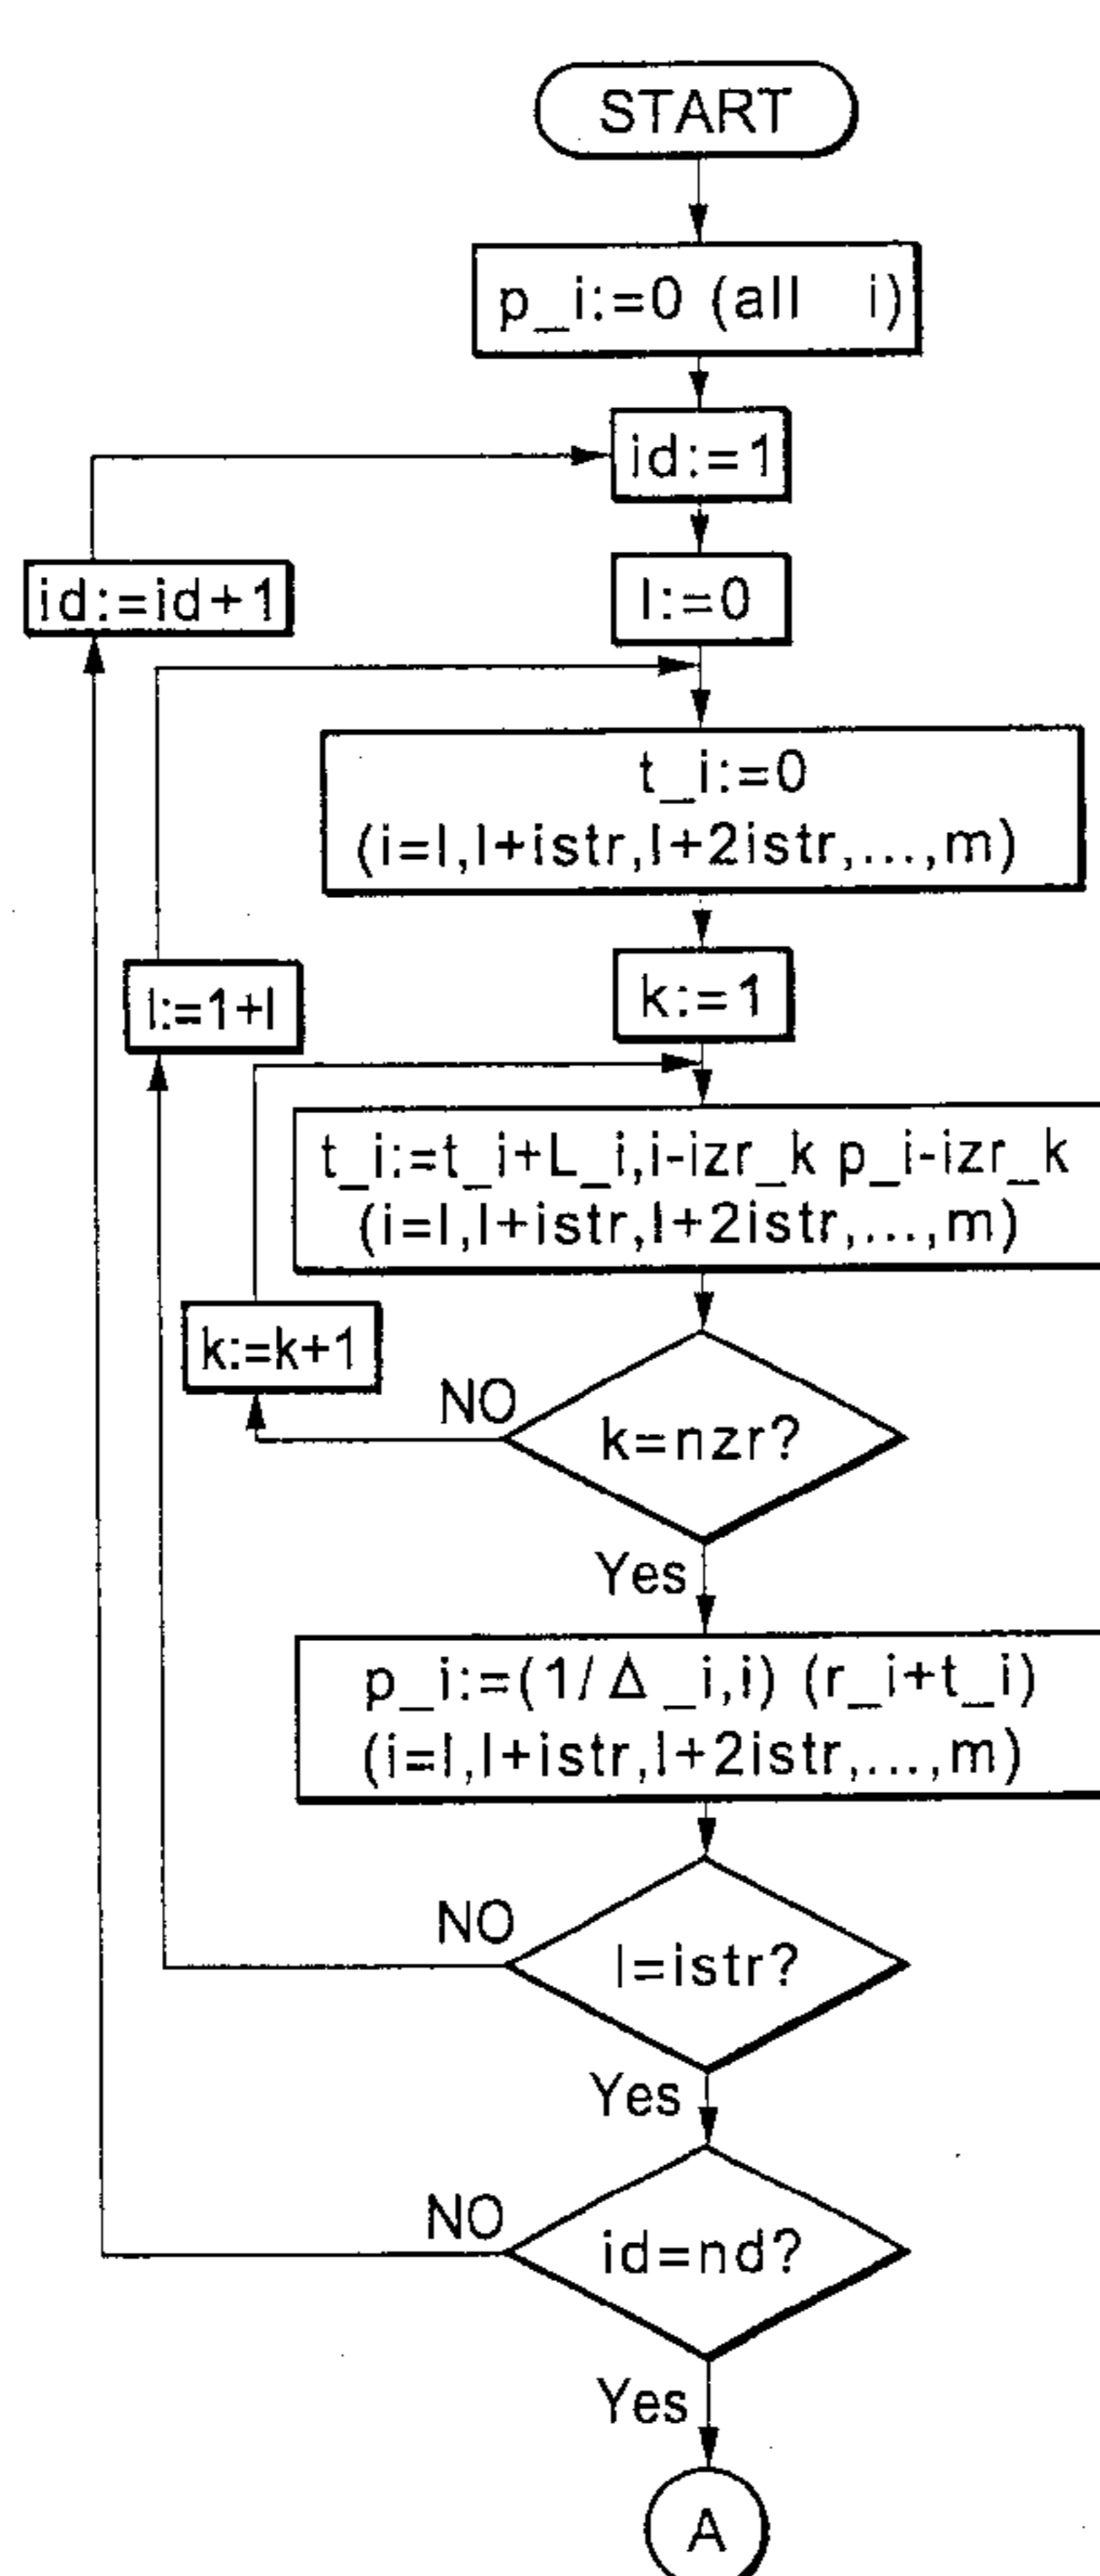 START
p_i:=0 (all i)
id:=1
id:=id+1
l:=0
t_i:=0
(i=l,l+istr,l+2istr,...,m)
l:=1+l
k:=1
t_i:=t_i+L_i,i-izr_k p_i-izr_k
(i=l,l+istr,l+2istr,...,m)
k:=k+1
NO
k=nzr?
Yes
p_i:=(1/Δ_i,i) (r_i+t_i)
(i=l,l+istr,l+2istr,...,m)
NO
l=istr?
Yes
NO
id=nd?
Yes
A